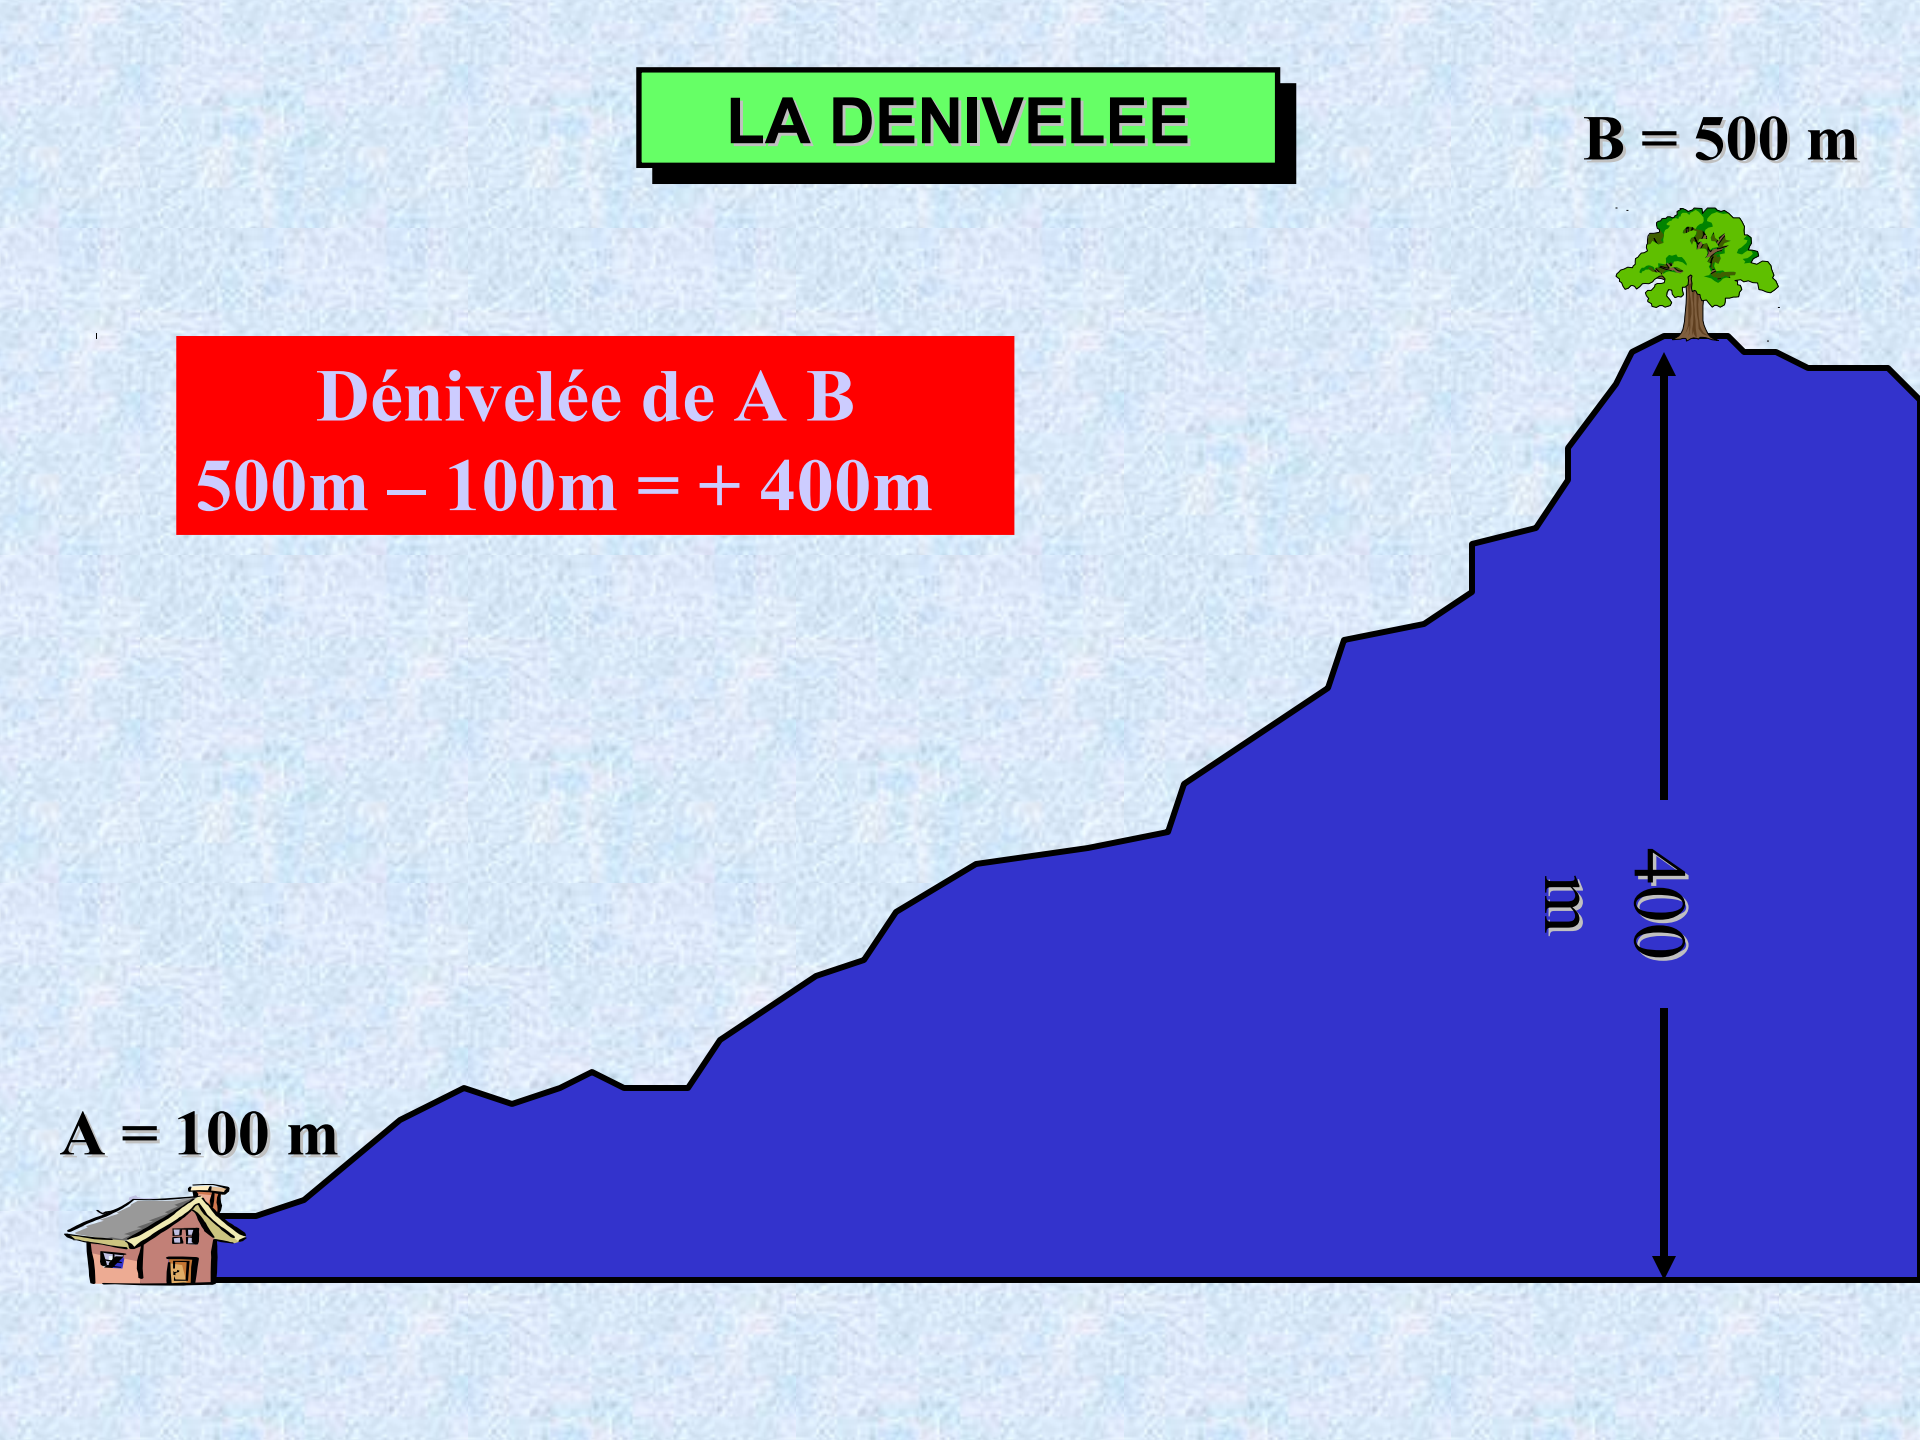 LA DENIVELEE
B = 500 m
Dénivelée de A B
500m – 100m = + 400m
400
m
A = 100 m